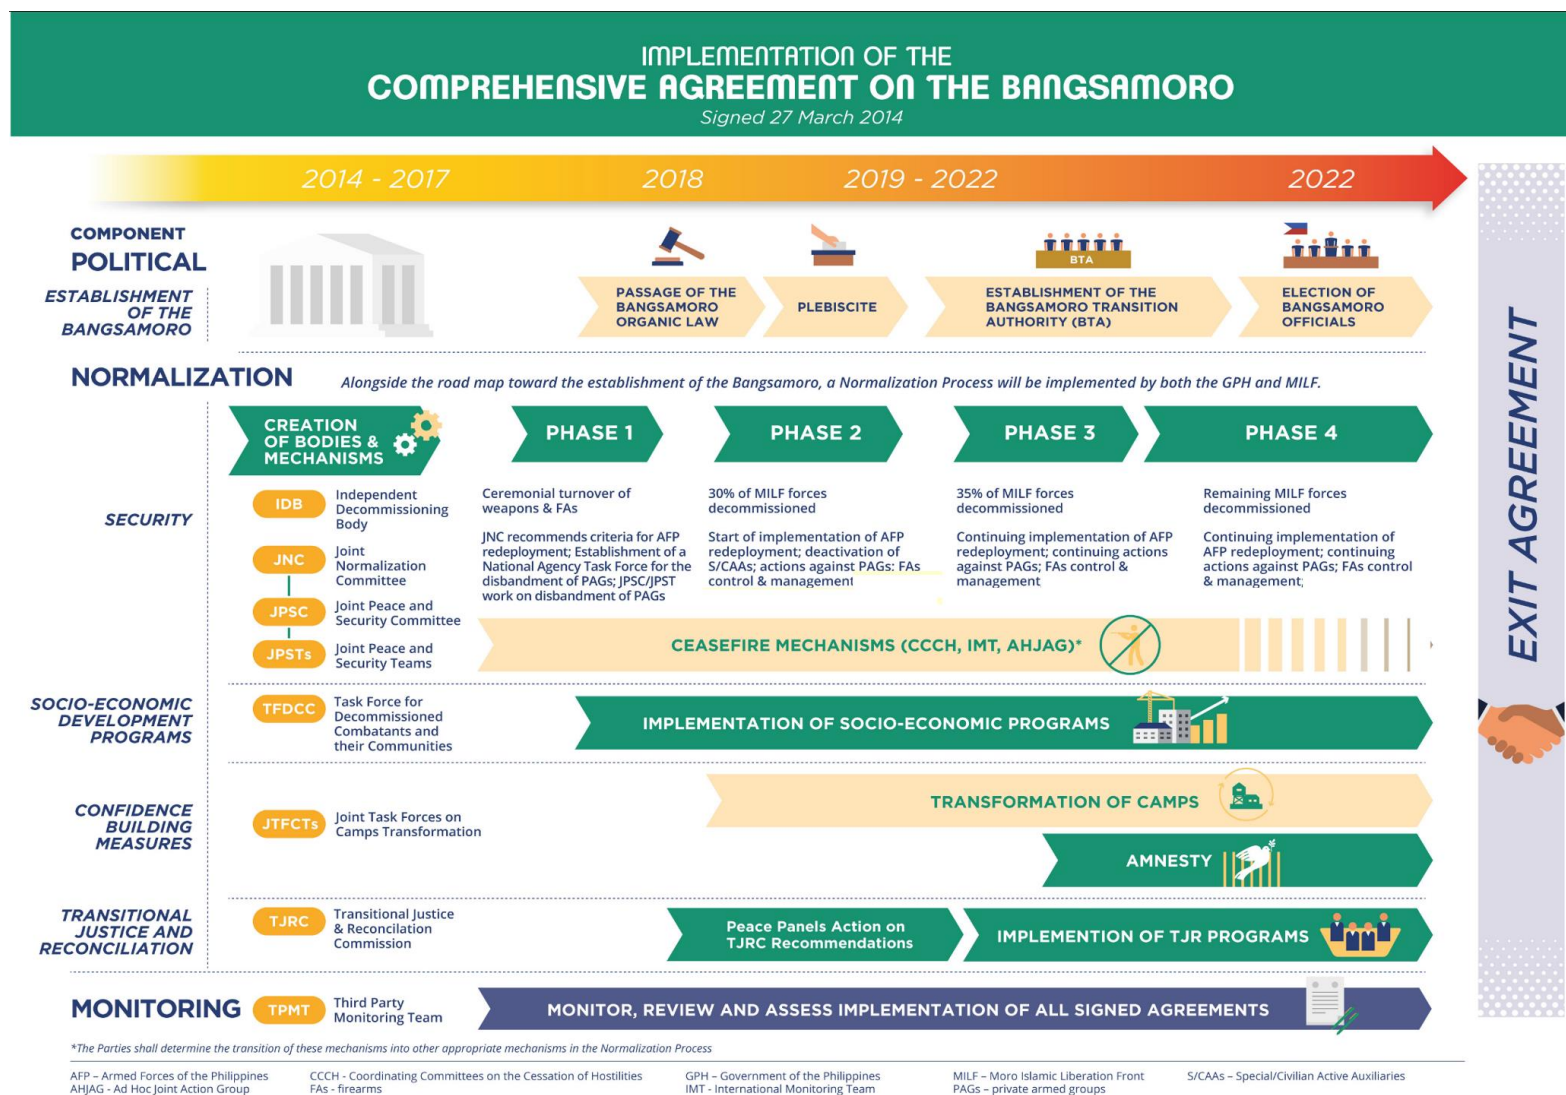 IMPLEMENTATION OF THE
COMPREHENSIVE AGREEMENT ON THE BANGSAMORO
Signed 27 March 2014
2014 - 2017
2018
2019 - 2022
2022
COMPONENT
POLITICAL
ESTABLISHMENT
OF THE
BANGSAMORO
PASSAGE OF THE
BANGSAMORO
ORGANIC LAW
PLEBISCITE
BTA
ESTABLISHMENT OF THE
BANGSAMORO TRANSITION
AUTHORITY (BTA)
ELECTION OF
BANGSAMORO
OFFICIALS
NORMALIZATION
Alongside the road map toward the establishment of the Bangsamoro, a Normalization Process will be implemented by both the GPH and MILF.
CREATION
OF BODIES &
MECHANISMS
PHASE 1
PHASE 2
PHASE 3
PHASE 4
SECURITY
IDB
Independent
Decommissioning
Body
JNC
Joint
Normalization
Committee
JPSC
Joint Peace and
Security Committee
JPSTs
Joint Peace and
Security Teams
Ceremonial turnover of
weapons & FAs
JNC recommends criteria for AFP
redeployment; Establishment of a
National Agency Task Force for the
disbandment of PAGs; JPSC/JPST
work on disbandment of PAGs
30% of MILF forces
decommissioned
Start of implementation of AFP
redeployment; deactivation of
S/CAAs; actions against PAGs: FAs
control & management
35% of MILF forces
decommissioned
Continuing implementation of AFP
redeployment; continuing actions
against PAGs; FAs control &
management
Remaining MILF forces
decommissioned
Continuing implementation of
AFP redeployment; continuing
actions against PAGs; FAs control
& management;
CEASEFIRE MECHANISMS (CCCH, IMT, AHJAG)*
SOCIO-ECONOMIC
DEVELOPMENT
PROGRAMS
TFDCC
Task Force for
Decommissioned
Combatants and
their Communities
IMPLEMENTATION OF SOCIO-ECONOMIC PROGRAMS
CONFIDENCE
BUILDING
MEASURES
JTFCTs
Joint Task Forces on
Camps Transformation
TRANSFORMATION OF CAMPS
AMNESTY
TRANSITIONAL
JUSTICE AND
RECONCILIATION
TJRC
Transitional Justice
& Reconcilation
Commission
Peace Panels Action on
TJRC Recommendations
IMPLEMENTION OF TJR PROGRAMS
MONITORING
TPMT
Third Party
Monitoring Team
MONITOR, REVIEW AND ASSESS IMPLEMENTATION OF ALL SIGNED AGREEMENTS
EXIT AGREEMENT
*The Parties shall determine the transition of these mechanisms into other appropriate mechanisms in the Normalization Process
AFP – Armed Forces of the Philippines
AHJAG - Ad Hoc Joint Action Group
CCCH - Coordinating Committees on the Cessation of Hostilities
FAs - firearms
GPH – Government of the Philippines
IMT - International Monitoring Team
MILF – Moro Islamic Liberation Front
PAGs – private armed groups
S/CAAs – Special/Civilian Active Auxiliaries